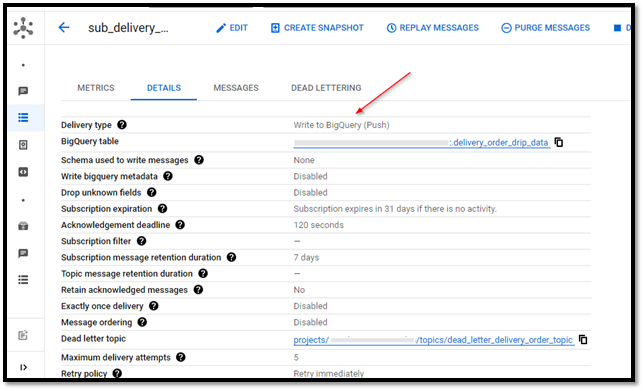 sub_delivery_...
EDIT
CREATE SNAPSHOT
REPLAY MESSAGES
PURGE MESSAGES
D
METRICS
DETAILS
MESSAGES
DEAD LETTERING
Delivery type Write to BigQuery (Push)
BigQuery table :.delivery_order_drip_data
Schema used to write messages None
Write bigquery metadata Disabled
Drop unknown fields Disabled
Subscription expiration Subscription expires in 31 days if there is no activity.
Acknowledgement deadline 120 seconds
Subscription filter —
Subscription message retention duration 7 days
Topic message retention duration —
Retain acknowledged messages No
Exactly once delivery Disabled
Message ordering Disabled
Dead letter topic projects/ /topics/dead_letter_delivery_order_topic
Maximum delivery attempts 5
Retry policy Retry immediately